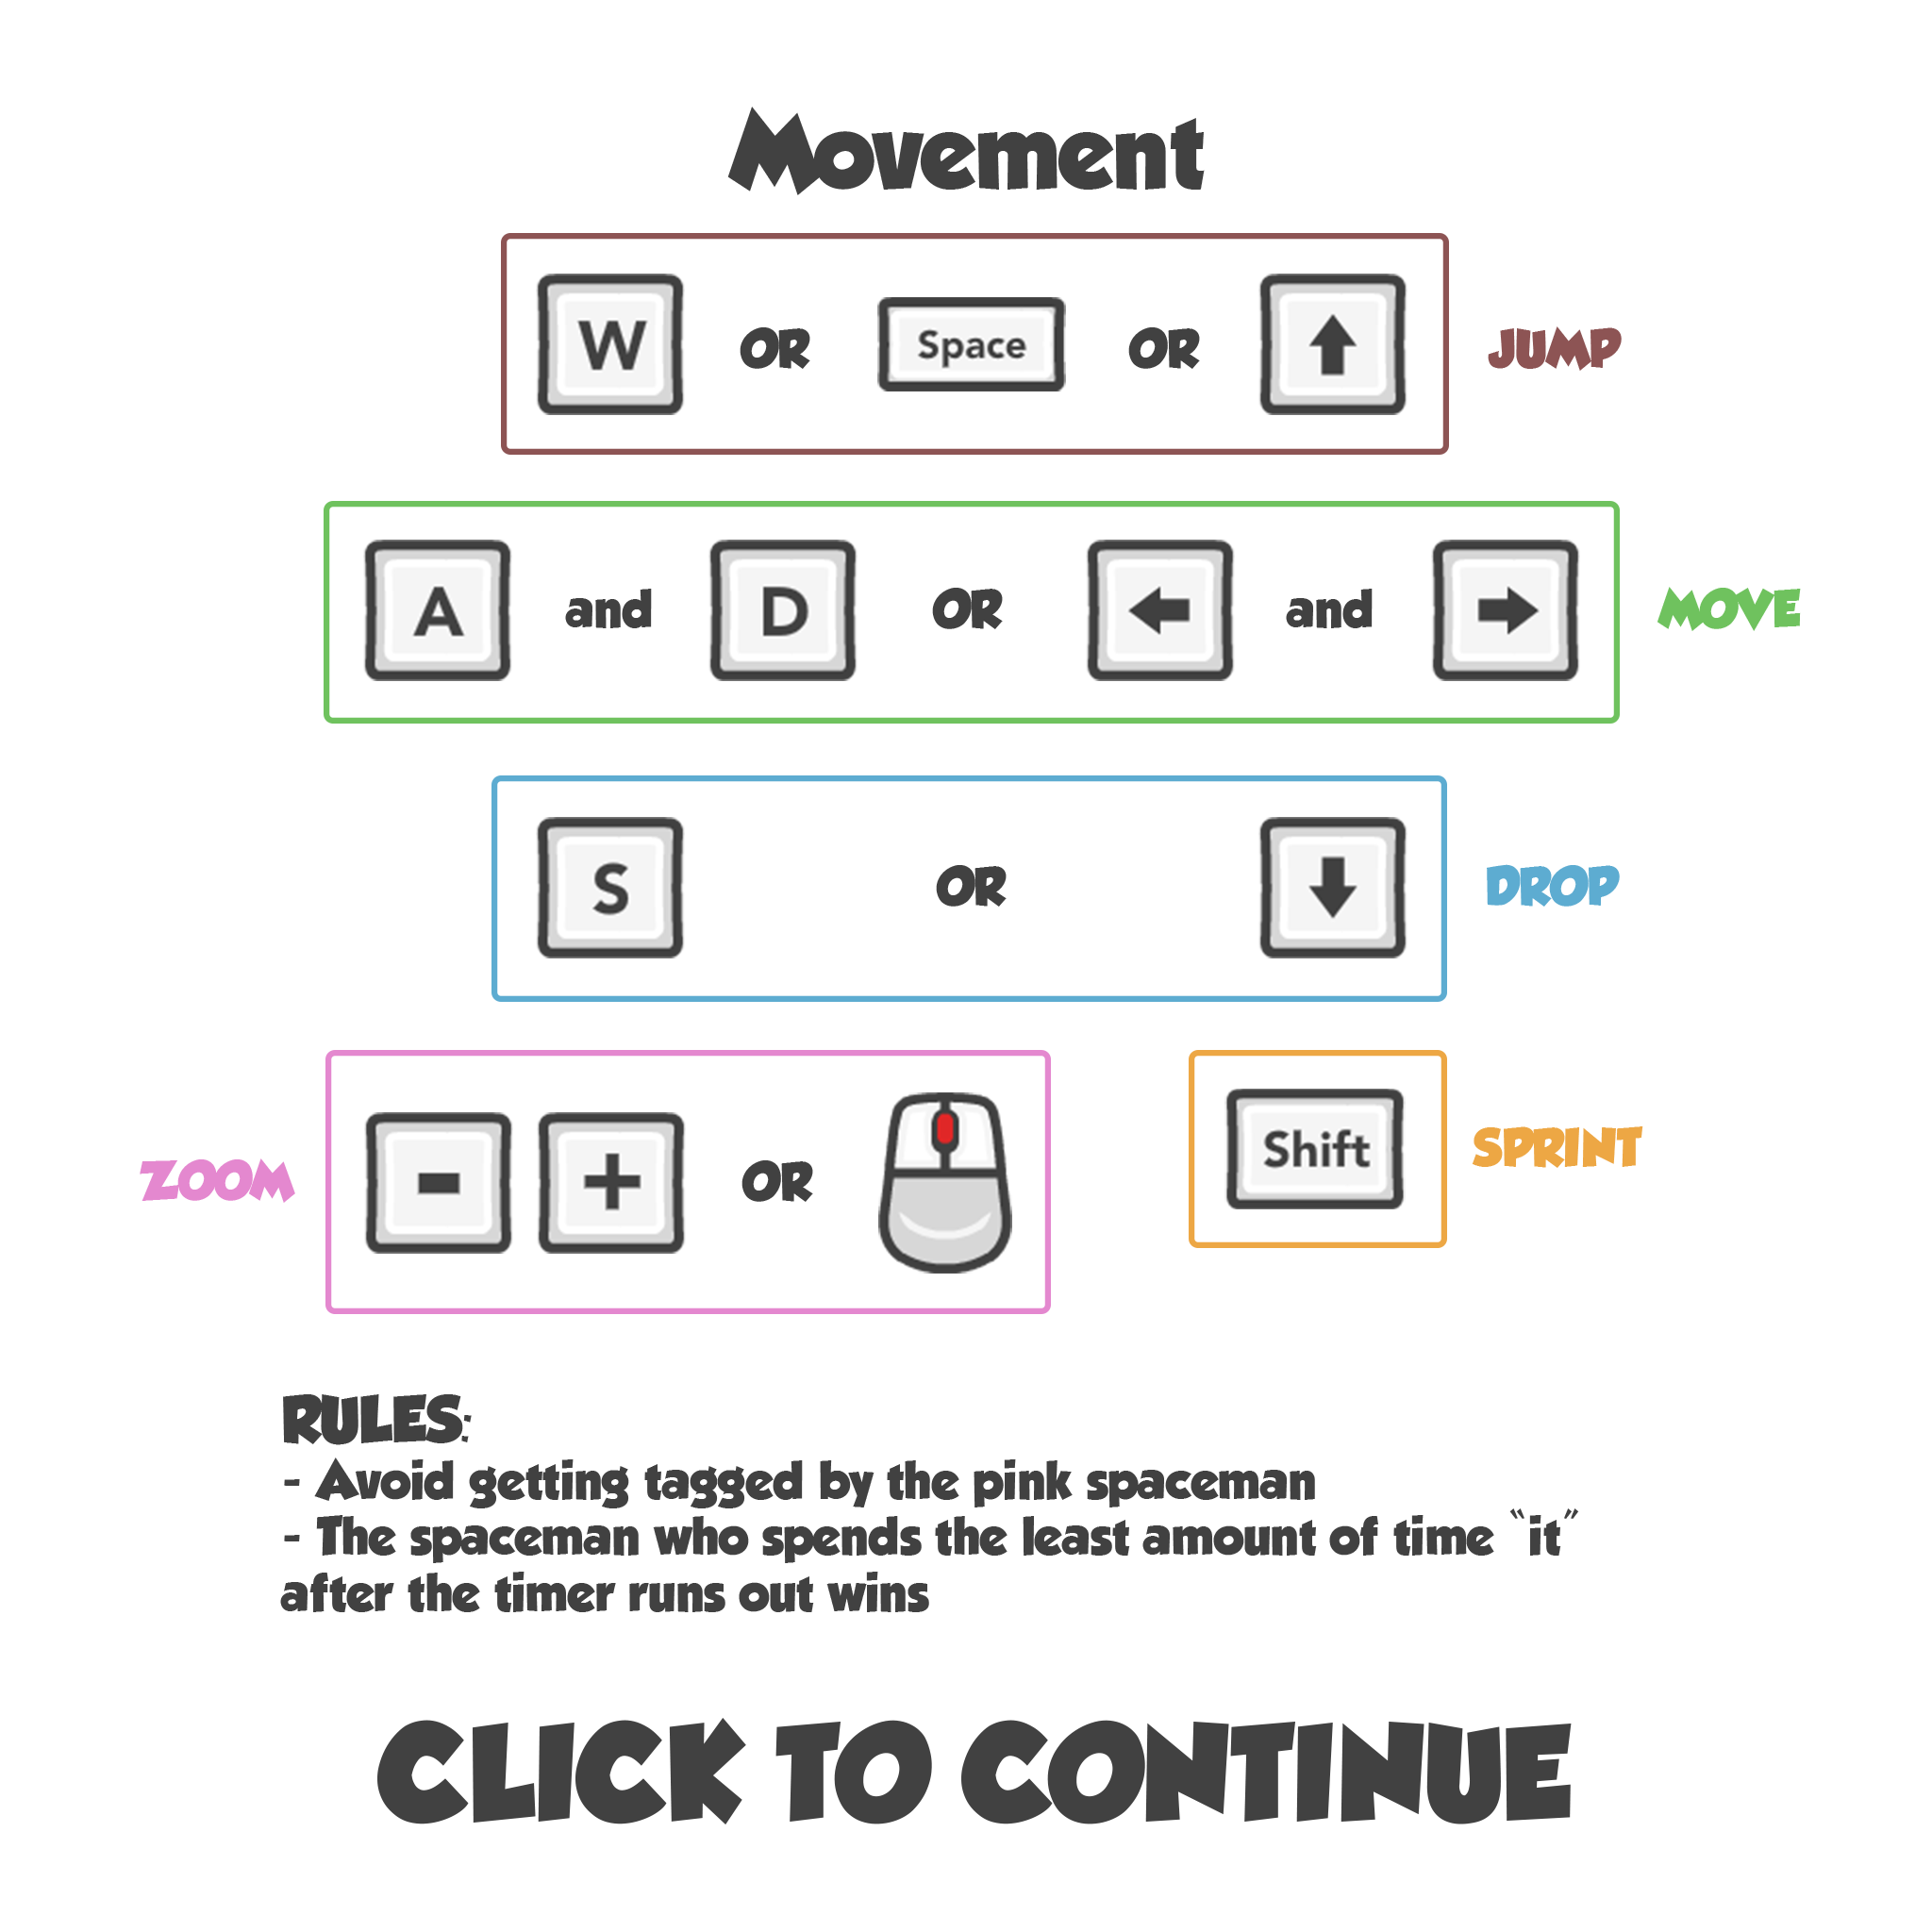 Movement
W OR Space OR JUMP
A and D OR and MOVE
S OR DROP
ZOOM - + OR Shift SPRINT
RULES:
- Avoid getting tagged by the pink spaceman
- The spaceman who spends the least amount of time "it"
after the timer runs out wins
CLICK TO CONTINUE